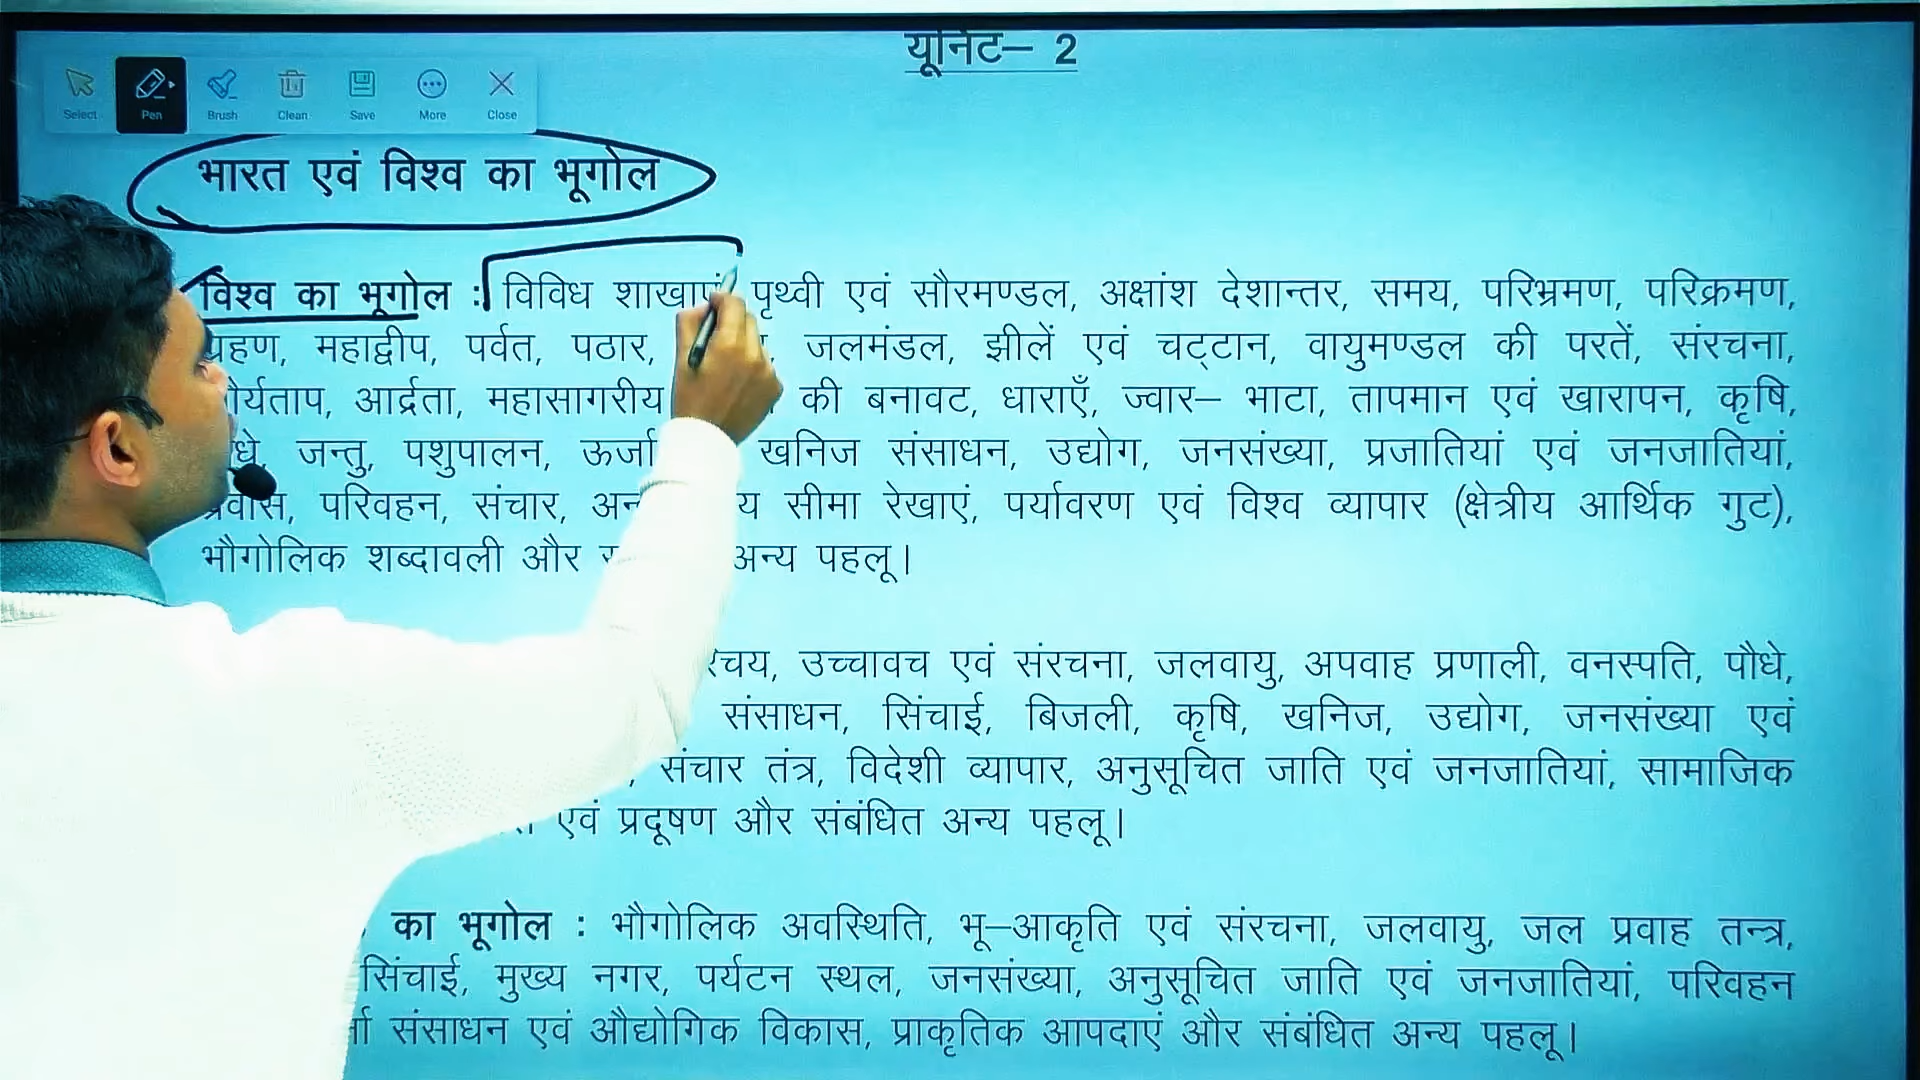 यूनिट– 2
Select Pen Brush Clean Save More Close
भारत एवं विश्व का भूगोल
विश्व का भूगोल : विविध शाखाएं पृथ्वी एवं सौरमण्डल, अक्षांश देशान्तर, समय, परिभ्रमण, परिक्रमण,
ग्रहण, महाद्वीप, पर्वत, पठार, जलमंडल, झीलें एवं चट्टान, वायुमण्डल की परतें, संरचना,
आर्द्रता, महासागरीय की बनावट, धाराएँ, ज्वार– भाटा, तापमान एवं खारापन, कृषि,
जन्तु, पशुपालन, ऊर्जा खनिज संसाधन, उद्योग, जनसंख्या, प्रजातियां एवं जनजातियां,
प्रवास, परिवहन, संचार, सीमा रेखाएं, पर्यावरण एवं विश्व व्यापार (क्षेत्रीय आर्थिक गुट),
भौगोलिक शब्दावली और अन्य पहलू।
उच्चावच एवं संरचना, जलवायु, अपवाह प्रणाली, वनस्पति, पौधे,
संसाधन, सिंचाई, बिजली, कृषि, खनिज, उद्योग, जनसंख्या एवं
संचार तंत्र, विदेशी व्यापार, अनुसूचित जाति एवं जनजातियां, सामाजिक
एवं प्रदूषण और संबंधित अन्य पहलू।
का भूगोल : भौगोलिक अवस्थिति, भू–आकृति एवं संरचना, जलवायु, जल प्रवाह तन्त्र,
सिंचाई, मुख्य नगर, पर्यटन स्थल, जनसंख्या, अनुसूचित जाति एवं जनजातियां, परिवहन
संसाधन एवं औद्योगिक विकास, प्राकृतिक आपदाएं और संबंधित अन्य पहलू।